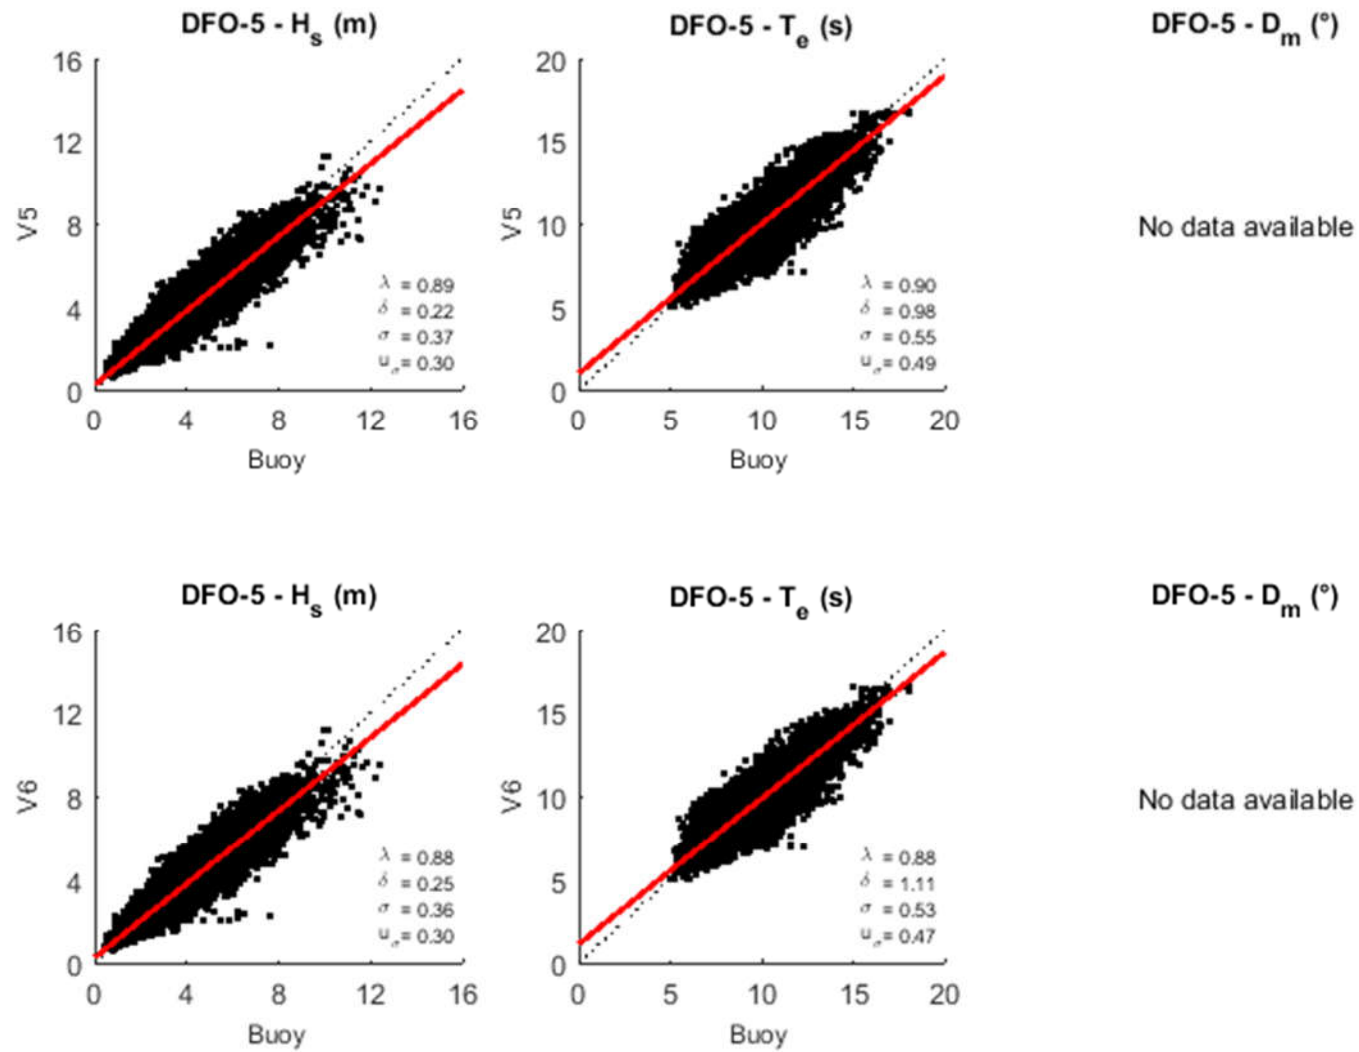 DFO-5 - Hs (m)
16
12
8
4
0
V5
λ = 0.89
δ = 0.22
σ = 0.37
uσ = 0.30
0 4 8 12 16
Buoy
DFO-5 - Te (s)
20
15
10
5
0
V5
λ = 0.90
δ = 0.98
σ = 0.55
uσ = 0.49
0 5 10 15 20
Buoy
DFO-5 - Dm (°)
No data available
DFO-5 - Hs (m)
16
12
8
4
0
V6
λ = 0.88
δ = 0.25
σ = 0.36
uσ = 0.30
0 4 8 12 16
Buoy
DFO-5 - Te (s)
20
15
10
5
0
V6
λ = 0.88
δ = 1.11
σ = 0.53
uσ = 0.47
0 5 10 15 20
Buoy
DFO-5 - Dm (°)
No data available